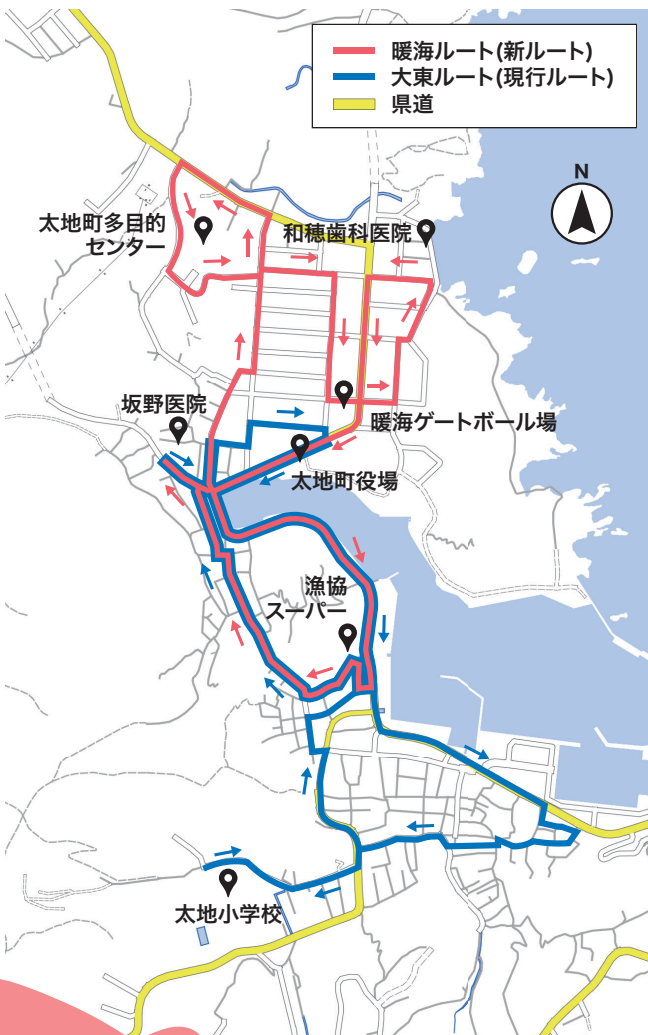 暖海ルート(新ルート)
大東ルート(現行ルート)
県道
N
太地町多目的
センター
和穂歯科医院
坂野医院
暖海ゲートボール場
太地町役場
漁協
スーパー
太地小学校